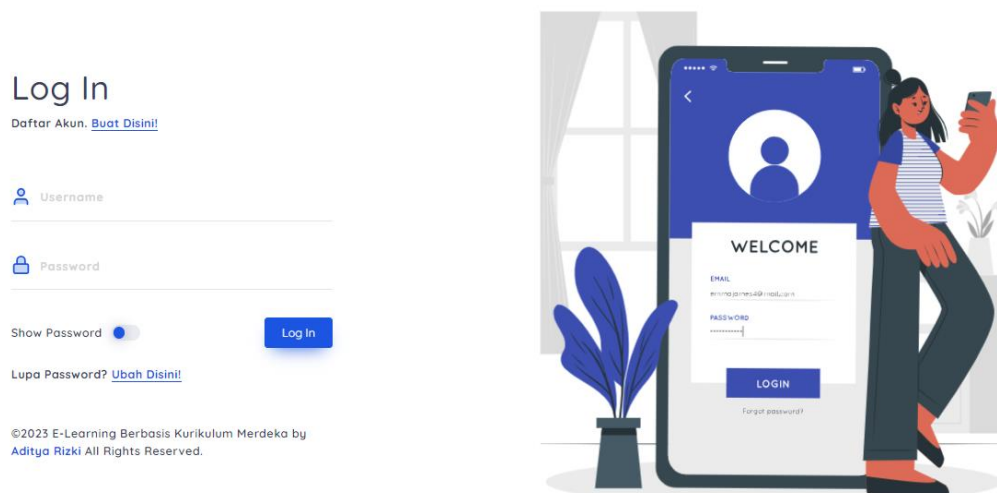 Log In
Daftar Akun. Buat Disini!
Username
Password
Show Password
Log In
Lupa Password? Ubah Disini!
©2023 E-Learning Berbasis Kurikulum Merdeka by
Aditya Rizki All Rights Reserved.
WELCOME
EMAIL
PASSWORD
LOGIN
Forgot password?